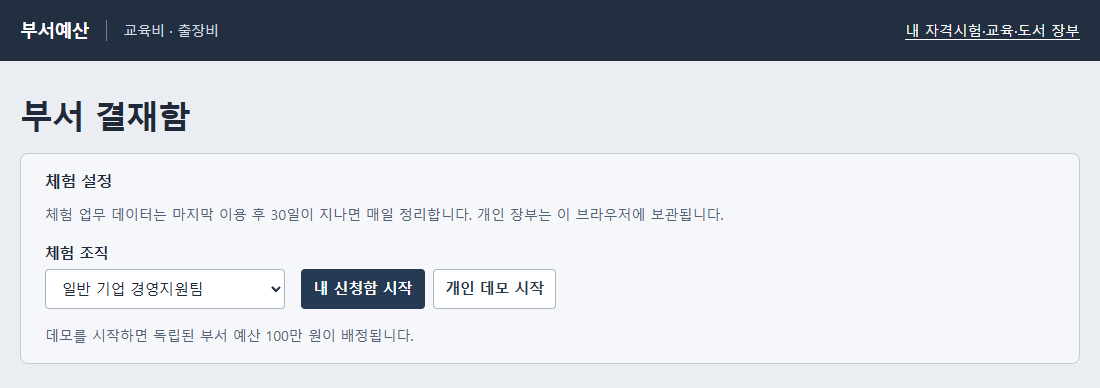 부서예산
교육비 · 출장비
내 자격시험·교육·도서 장부
부서 결재함
체험 설정
체험 업무 데이터는 마지막 이용 후 30일이 지나면 매일 정리합니다. 개인 장부는 이 브라우저에 보관됩니다.
체험 조직
일반 기업 경영지원팀
내 신청함 시작
개인 데모 시작
데모를 시작하면 독립된 부서 예산 100만 원이 배정됩니다.